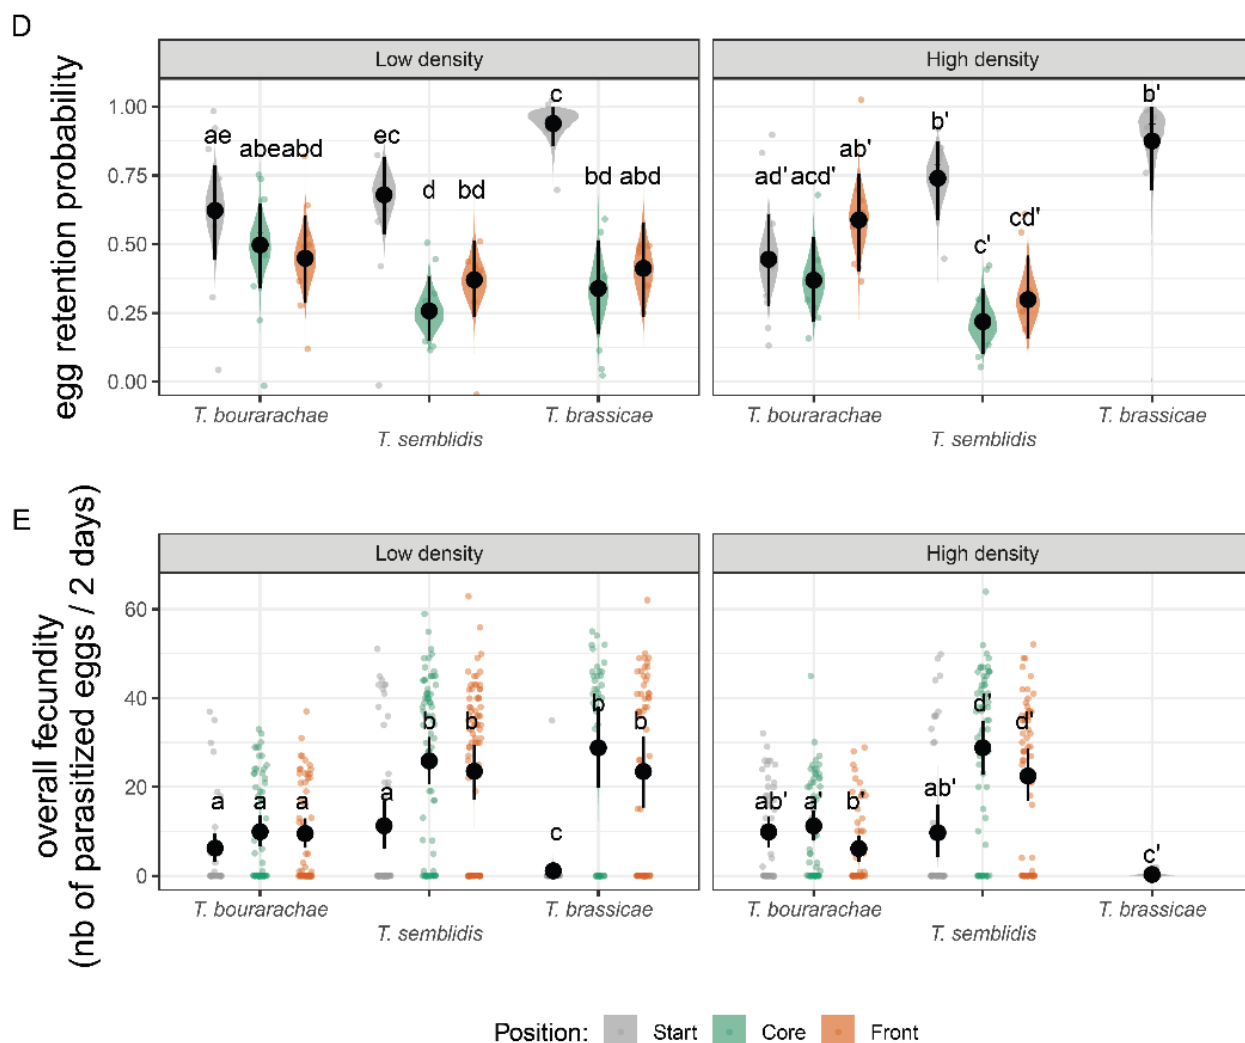 D
egg retention probability
Low density
High density
1.00
0.75
0.50
0.25
0.00
ae
abe
abd
ec
d
bd
c
bd
abd
ad'
acd'
ab'
b'
c'
cd'
b'
T. bourarachae
T. semblidis
T. brassicae
T. bourarachae
T. semblidis
T. brassicae
E
overall fecundity
(nb of parasitized eggs / 2 days)
Low density
High density
60
40
20
0
a
a
a
a
b
b
c
b
b
ab'
a'
b'
ab'
d'
d'
c'
T. bourarachae
T. semblidis
T. brassicae
T. bourarachae
T. semblidis
T. brassicae
Position:
Start
Core
Front